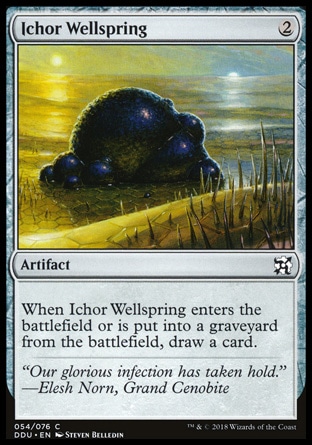 Ichor Wellspring 2
Artifact
When Ichor Wellspring enters the
battlefield or is put into a graveyard
from the battlefield, draw a card.
“Our glorious infection has taken hold.”
—Elesh Norn, Grand Cenobite
054/076 C
DDU • EN Steven Belledin
™ & © 2018 Wizards of the Coast